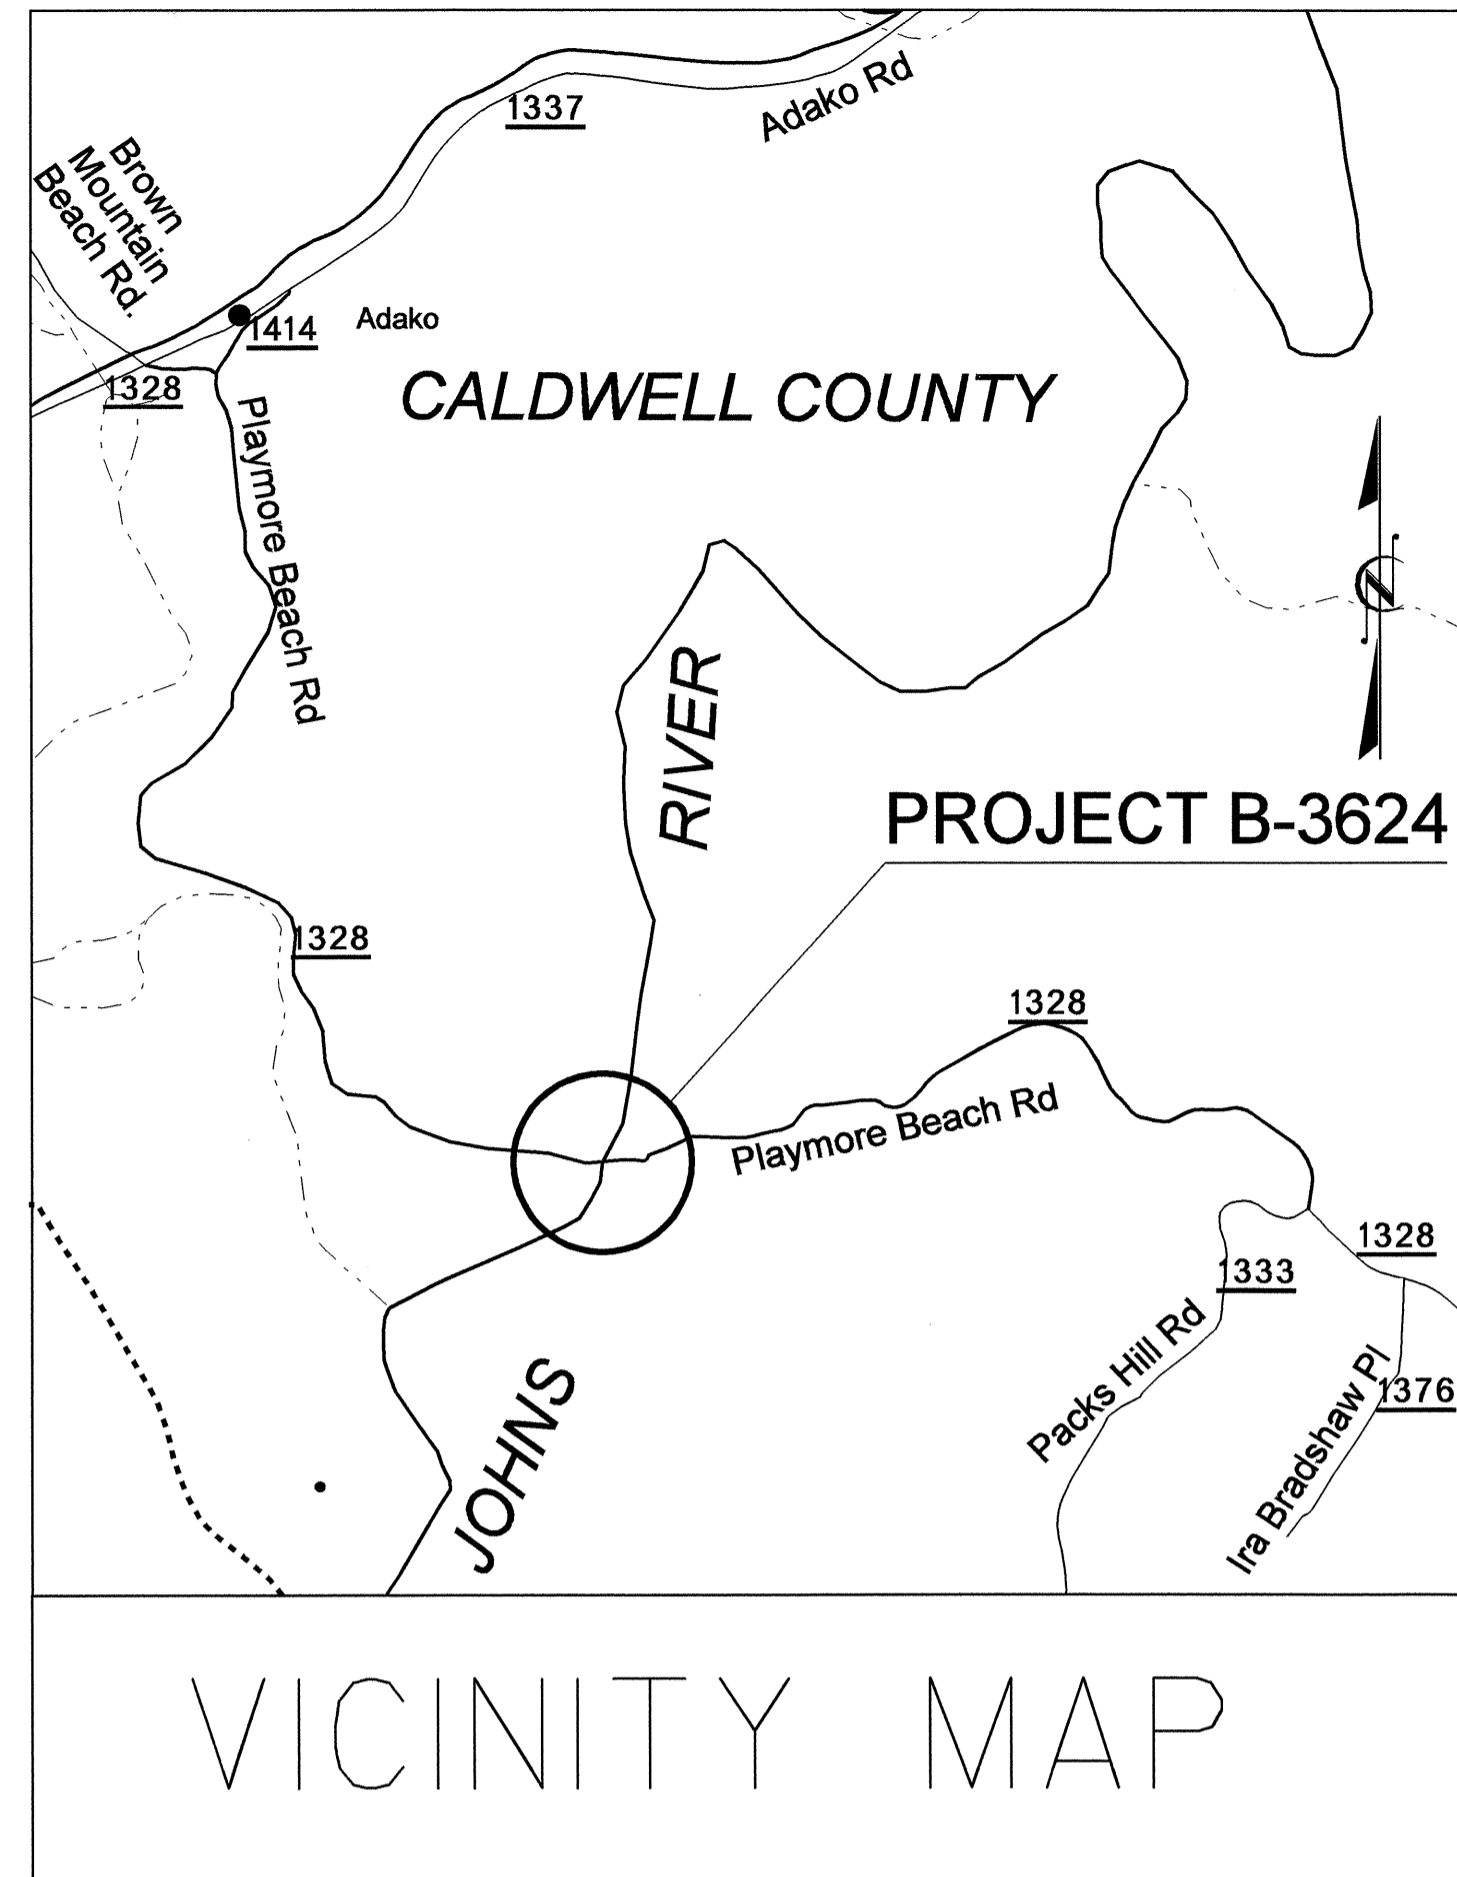 1337
Adako Rd
Brown
Mountain
Beach Rd.
1414
Adako
1328
CALDWELL COUNTY
Playmore Beach Rd
N
RIVER
PROJECT B-3624
1328
1328
Playmore Beach Rd
1328
1333
Packs Hill Rd
Ira Bradshaw Pl
1376
JOHNS
VICINITY MAP